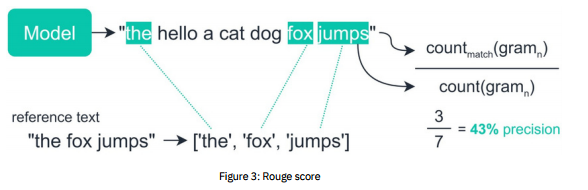 Model
"the hello a cat dog fox jumps"
count_match(gram_n)
count(gram_n)
reference text
"the fox jumps"
['the', 'fox', 'jumps']
3
7
= 43% precision
Figure 3: Rouge score